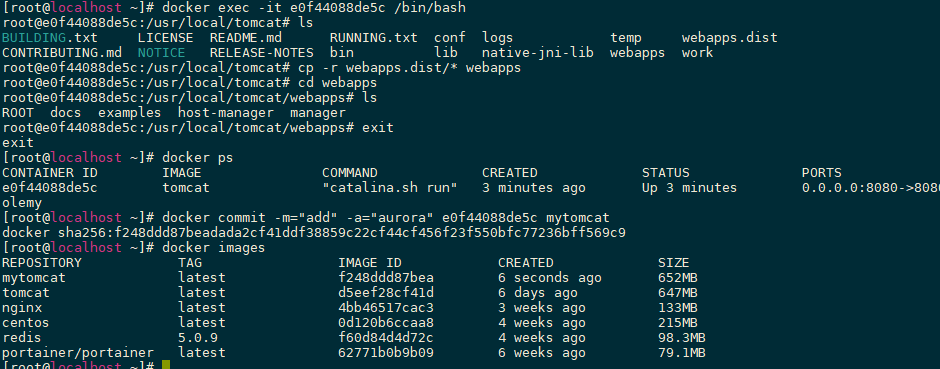 [root@localhost ~]# docker exec -it e0f44088de5c /bin/bash
root@e0f44088de5c:/usr/local/tomcat# ls
BUILDING.txt     LICENSE  README.md      RUNNING.txt  conf  logs            temp     webapps.dist
CONTRIBUTING.md  NOTICE   RELEASE-NOTES  bin          lib   native-jni-lib  webapps  work
root@e0f44088de5c:/usr/local/tomcat# cp -r webapps.dist/* webapps
root@e0f44088de5c:/usr/local/tomcat# cd webapps
root@e0f44088de5c:/usr/local/tomcat/webapps# ls
ROOT  docs  examples  host-manager  manager
root@e0f44088de5c:/usr/local/tomcat/webapps# exit
exit
[root@localhost ~]# docker ps
CONTAINER ID        IMAGE               COMMAND             CREATED             STATUS              PORTS
e0f44088de5c        tomcat              "catalina.sh run"   3 minutes ago       Up 3 minutes        0.0.0.0:8080->808
olemy
[root@localhost ~]# docker commit -m="add" -a="aurora" e0f44088de5c mytomcat
docker sha256:f248ddd87beadada2cf41ddf38859c22cf44cf456f23f550bfc77236bff569c9
[root@localhost ~]# docker images
REPOSITORY            TAG                 IMAGE ID            CREATED             SIZE
mytomcat              latest              f248ddd87bea        6 seconds ago       652MB
tomcat                latest              d5eef28cf41d        6 days ago          647MB
nginx                 latest              4bb46517cac3        3 weeks ago         133MB
centos                latest              0d120b6ccaa8        4 weeks ago         215MB
redis                 5.0.9               f60d84d4d72c        4 weeks ago         98.3MB
portainer/portainer   latest              62771b0b9b09        6 weeks ago         79.1MB
[root@localhost ~]#